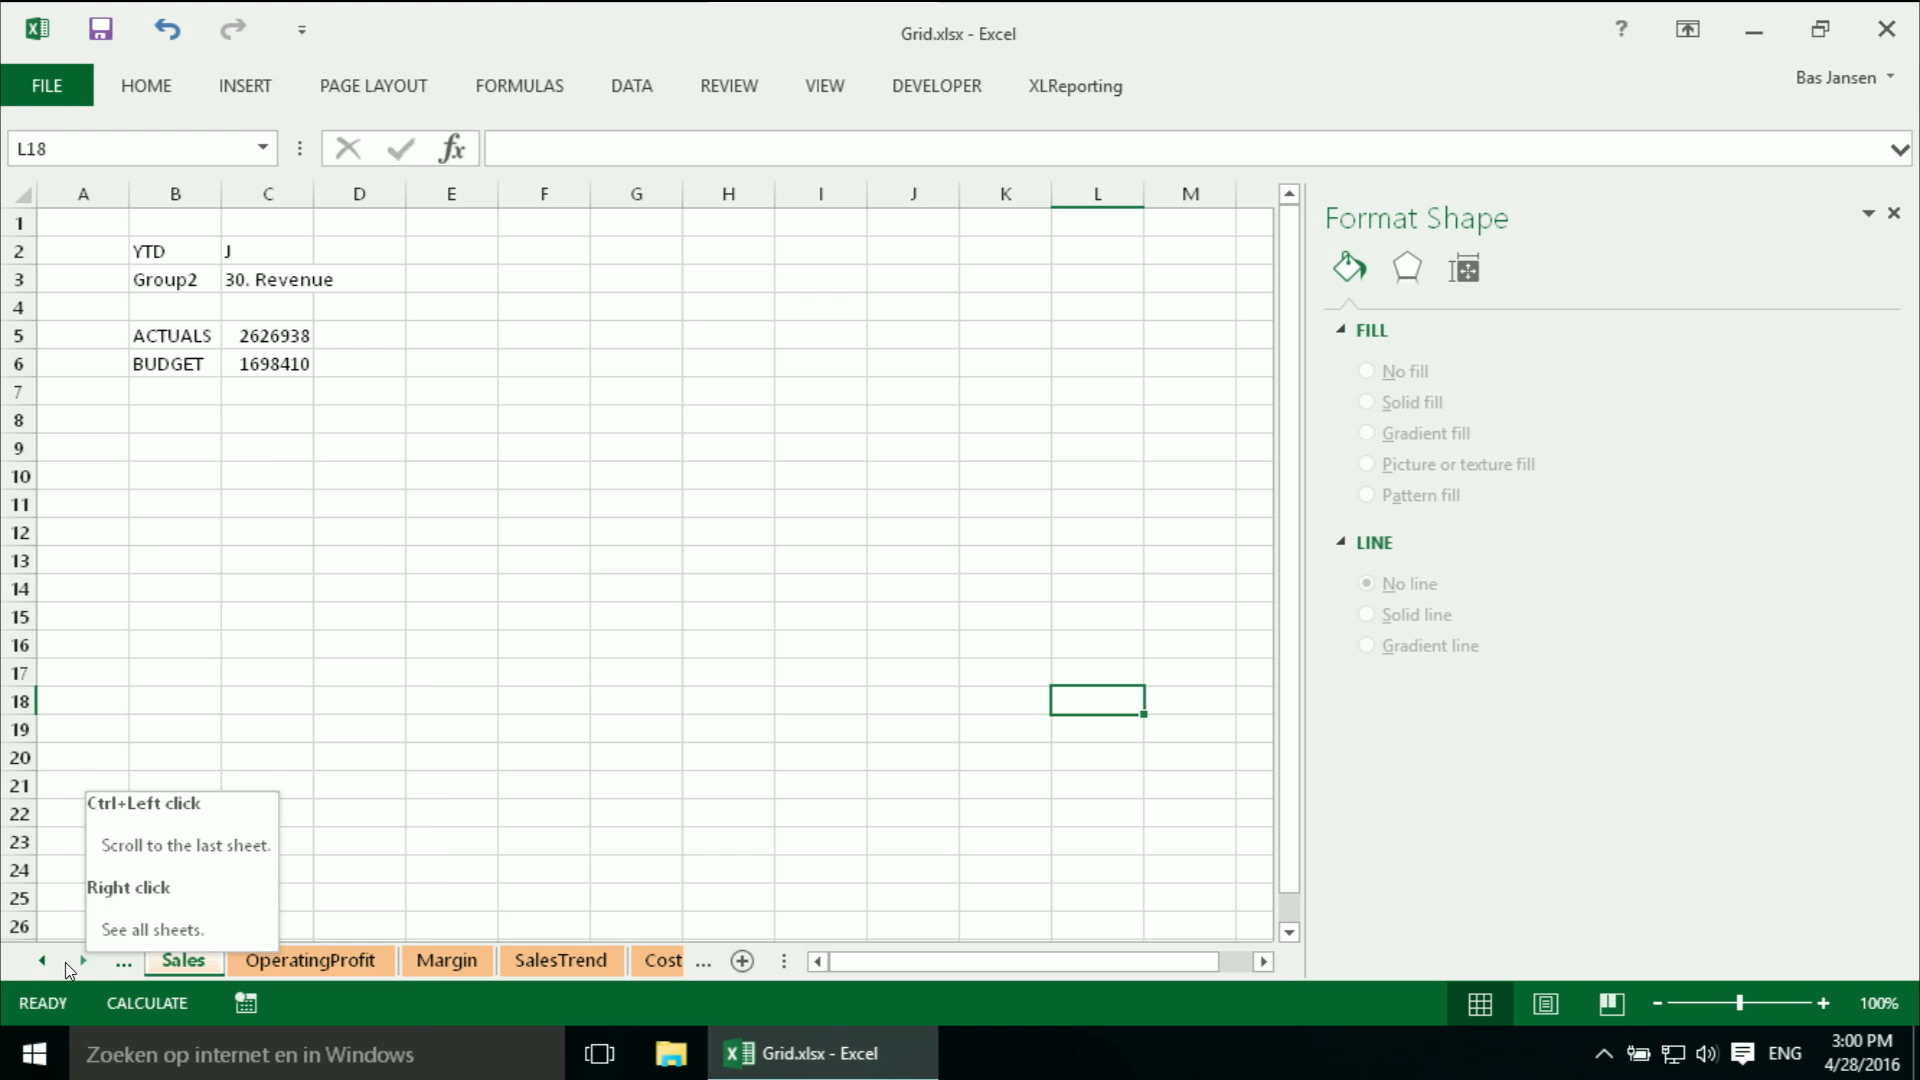 Grid.xlsx - Excel
?
FILE HOME INSERT PAGE LAYOUT FORMULAS DATA REVIEW VIEW DEVELOPER XLReporting
Bas Jansen
L18
fx
A B C D E F G H I J K L M
1
2 YTD J
3 Group2 30. Revenue
4
5 ACTUALS 2626938
6 BUDGET 1698410
7
8
9
10
11
12
13
14
15
16
17
18
19
20
21
22
23
24
25
26
Ctrl+Left click
Scroll to the last sheet.
Right click
See all sheets.
... Sales OperatingProfit Margin SalesTrend Cost ...
Format Shape
FILL
No fill
Solid fill
Gradient fill
Picture or texture fill
Pattern fill
LINE
No line
Solid line
Gradient line
READY CALCULATE
100%
Zoeken op internet en in Windows
Grid.xlsx - Excel
ENG
3:00 PM
4/28/2016